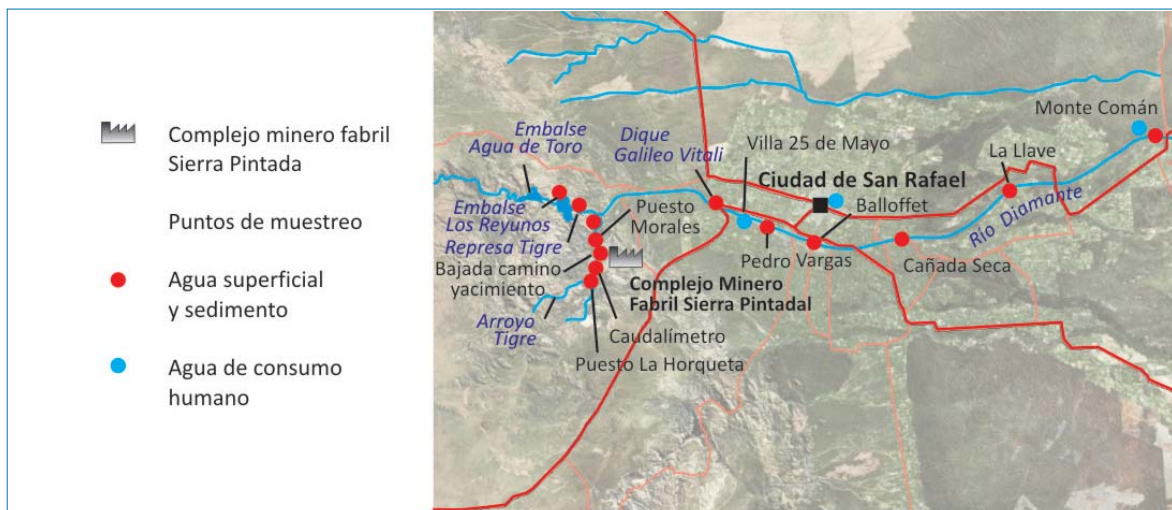 Complejo minero fabril
Sierra Pintada
Puntos de muestreo
Agua superficial
y sedimento
Agua de consumo
humano
Embalse
Agua de Toro
Dique
Galileo Vitali
Villa 25 de Mayo
Monte Comán
La Llave
Ciudad de San Rafael
Embalse
Los Reyunos
Represa Tigre
Puesto
Morales
Balloffet
Río Diamante
Bajada camino
yacimiento
Pedro Vargas
Cañada Seca
Complejo Minero
Fabril Sierra Pintadal
Arroyo
Tigre
Caudalímetro
Puesto La Horqueta